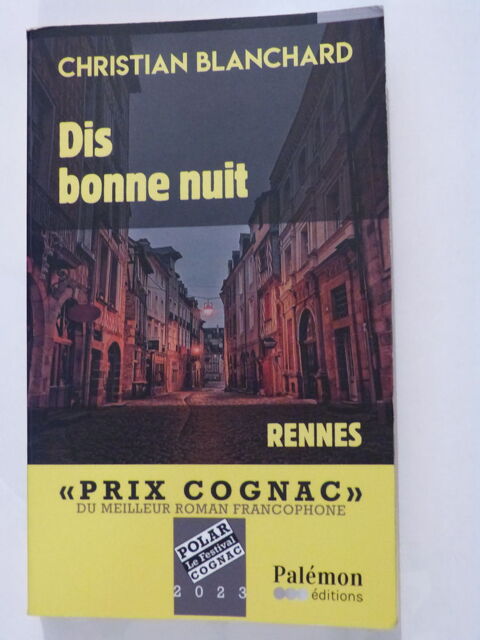 CHRISTIAN BLANCHARD
Dis
bonne nuit
RENNES
« PRIX COGNAC »
DU MEILLEUR ROMAN FRANCOPHONE
POLAR
Le Festival
COGNAC
2023
Palémon
éditions